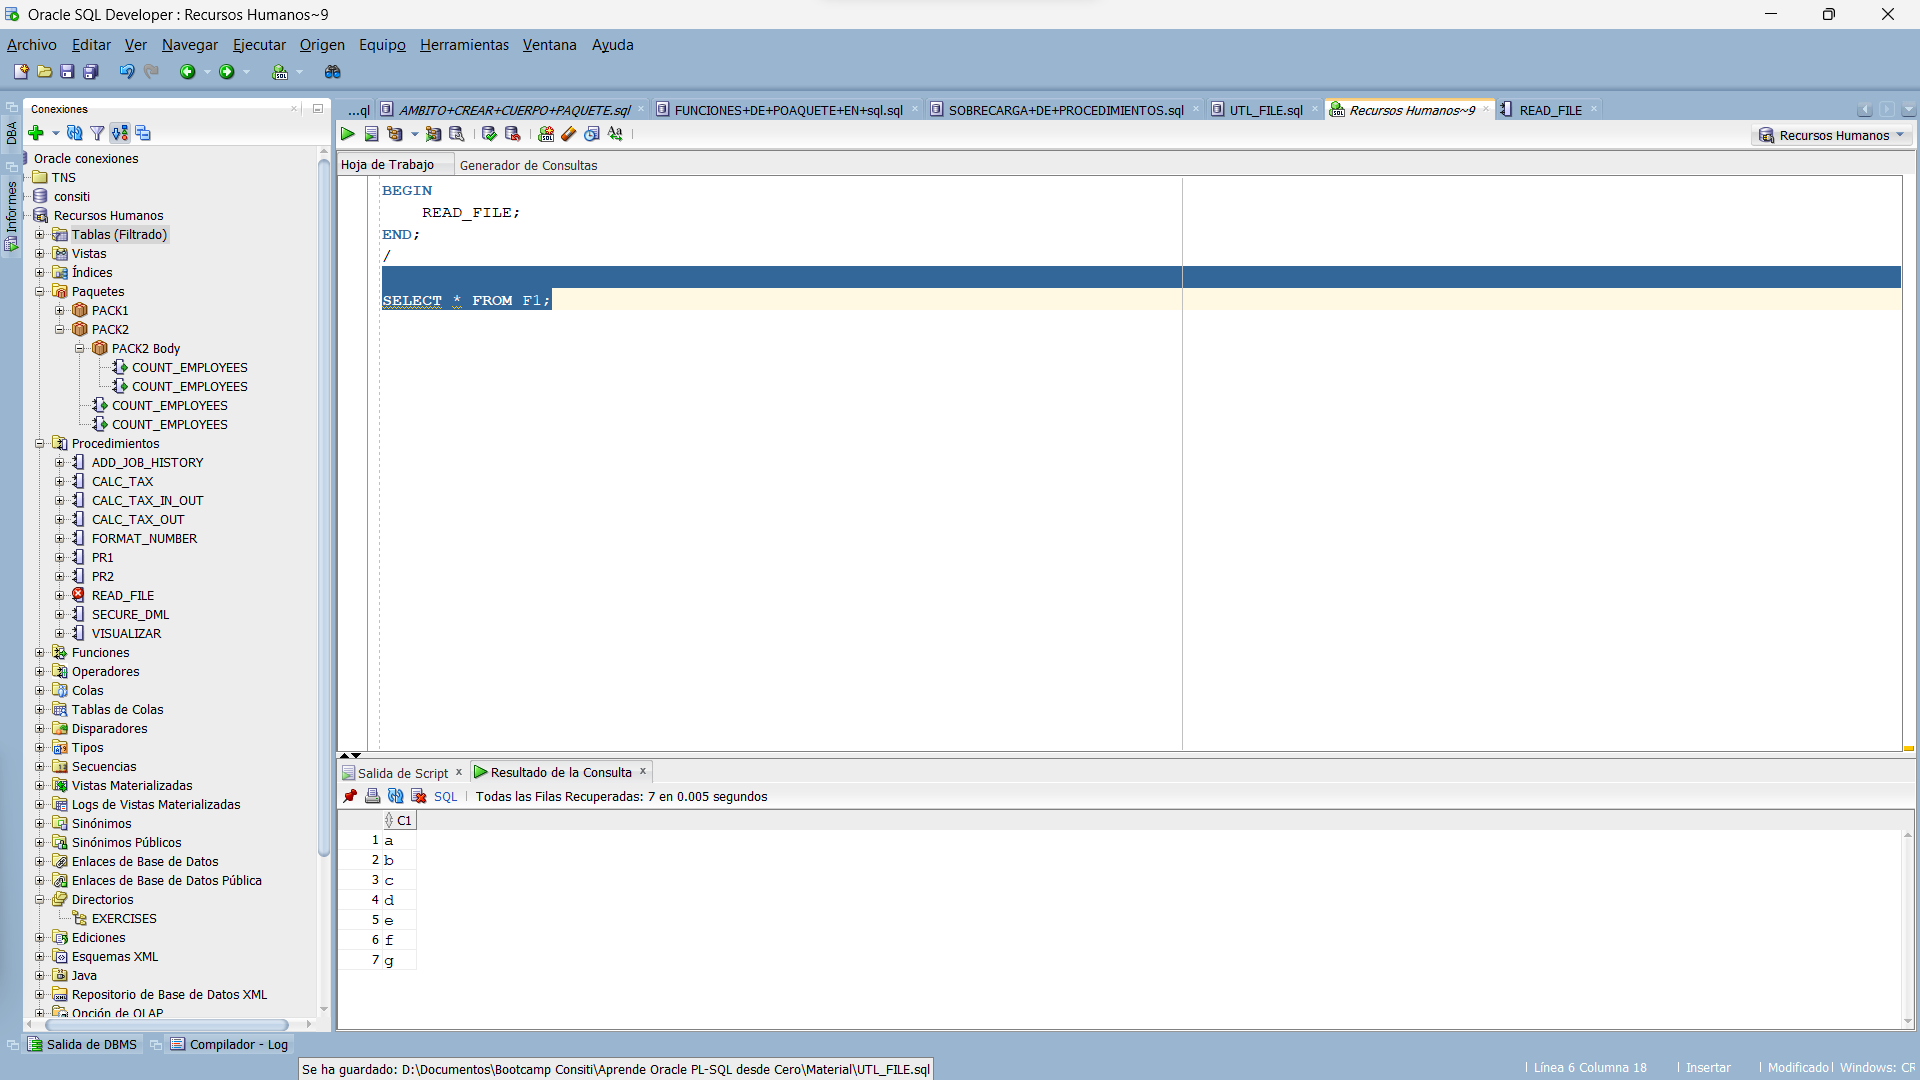 Oracle SQL Developer : Recursos Humanos~9
Archivo Editar Ver Navegar Ejecutar Origen Equipo Herramientas Ventana Ayuda
DBA
Informes
Conexiones
Oracle conexiones
TNS
consiti
Recursos Humanos
Tablas (Filtrado)
Vistas
Índices
Paquetes
PACK1
PACK2
PACK2 Body
COUNT_EMPLOYEES
COUNT_EMPLOYEES
COUNT_EMPLOYEES
COUNT_EMPLOYEES
Procedimientos
ADD_JOB_HISTORY
CALC_TAX
CALC_TAX_IN_OUT
CALC_TAX_OUT
FORMAT_NUMBER
PR1
PR2
READ_FILE
SECURE_DML
VISUALIZAR
Funciones
Operadores
Colas
Tablas de Colas
Disparadores
Tipos
Secuencias
Vistas Materializadas
Logs de Vistas Materializadas
Sinónimos
Sinónimos Públicos
Enlaces de Base de Datos
Enlaces de Base de Datos Pública
Directorios
EXERCISES
Ediciones
Esquemas XML
Java
Repositorio de Base de Datos XML
Opción de OLAP
...ql AMBITO+CREAR+CUERPO+PAQUETE.sql FUNCIONES+DE+POAQUETE+EN+sql.sql SOBRECARGA+DE+PROCEDIMIENTOS.sql UTL_FILE.sql Recursos Humanos~9 READ_FILE
Recursos Humanos
Hoja de Trabajo Generador de Consultas
BEGIN
READ_FILE;
END;
/
SELECT * FROM F1;
Salida de Script Resultado de la Consulta
SQL Todas las Filas Recuperadas: 7 en 0.005 segundos
C1
1 a
2 b
3 c
4 d
5 e
6 f
7 g
Salida de DBMS Compilador - Log
Se ha guardado: D:\Documentos\Bootcamp Consiti\Aprende Oracle PL-SQL desde Cero\Material\UTL_FILE.sql
Línea 6 Columna 18 Insertar Modificado Windows: CR